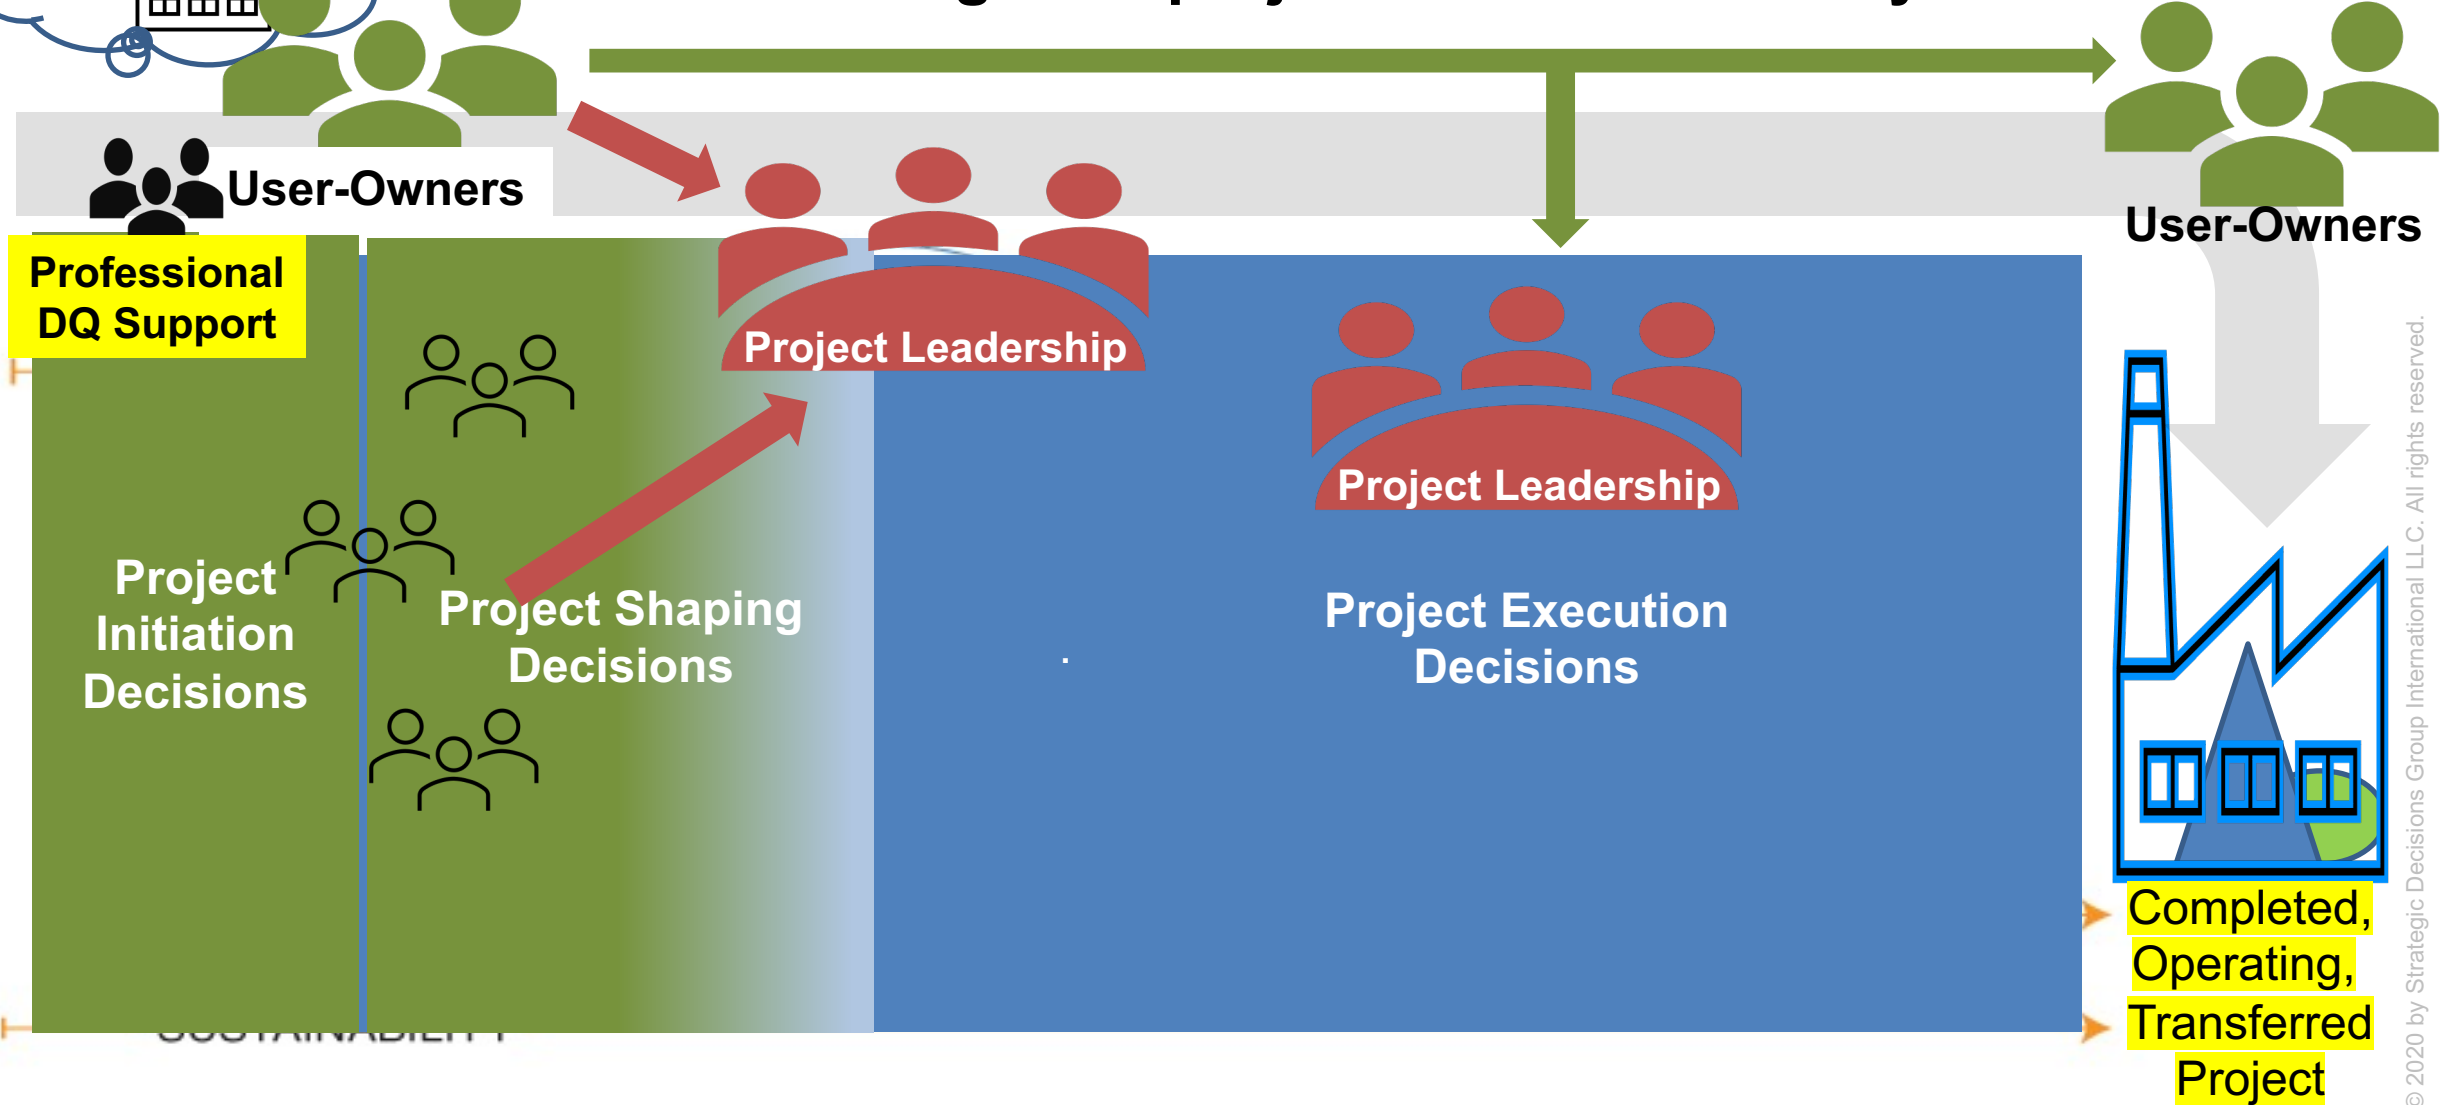 User-Owners
User-Owners
Professional
DQ Support
Project Leadership
Project Leadership
Project
Initiation
Decisions
Project Shaping
Decisions
Project Execution
Decisions
Completed,
Operating,
Transferred
Project
© 2020 by Strategic Decisions Group International LLC. All rights reserved.